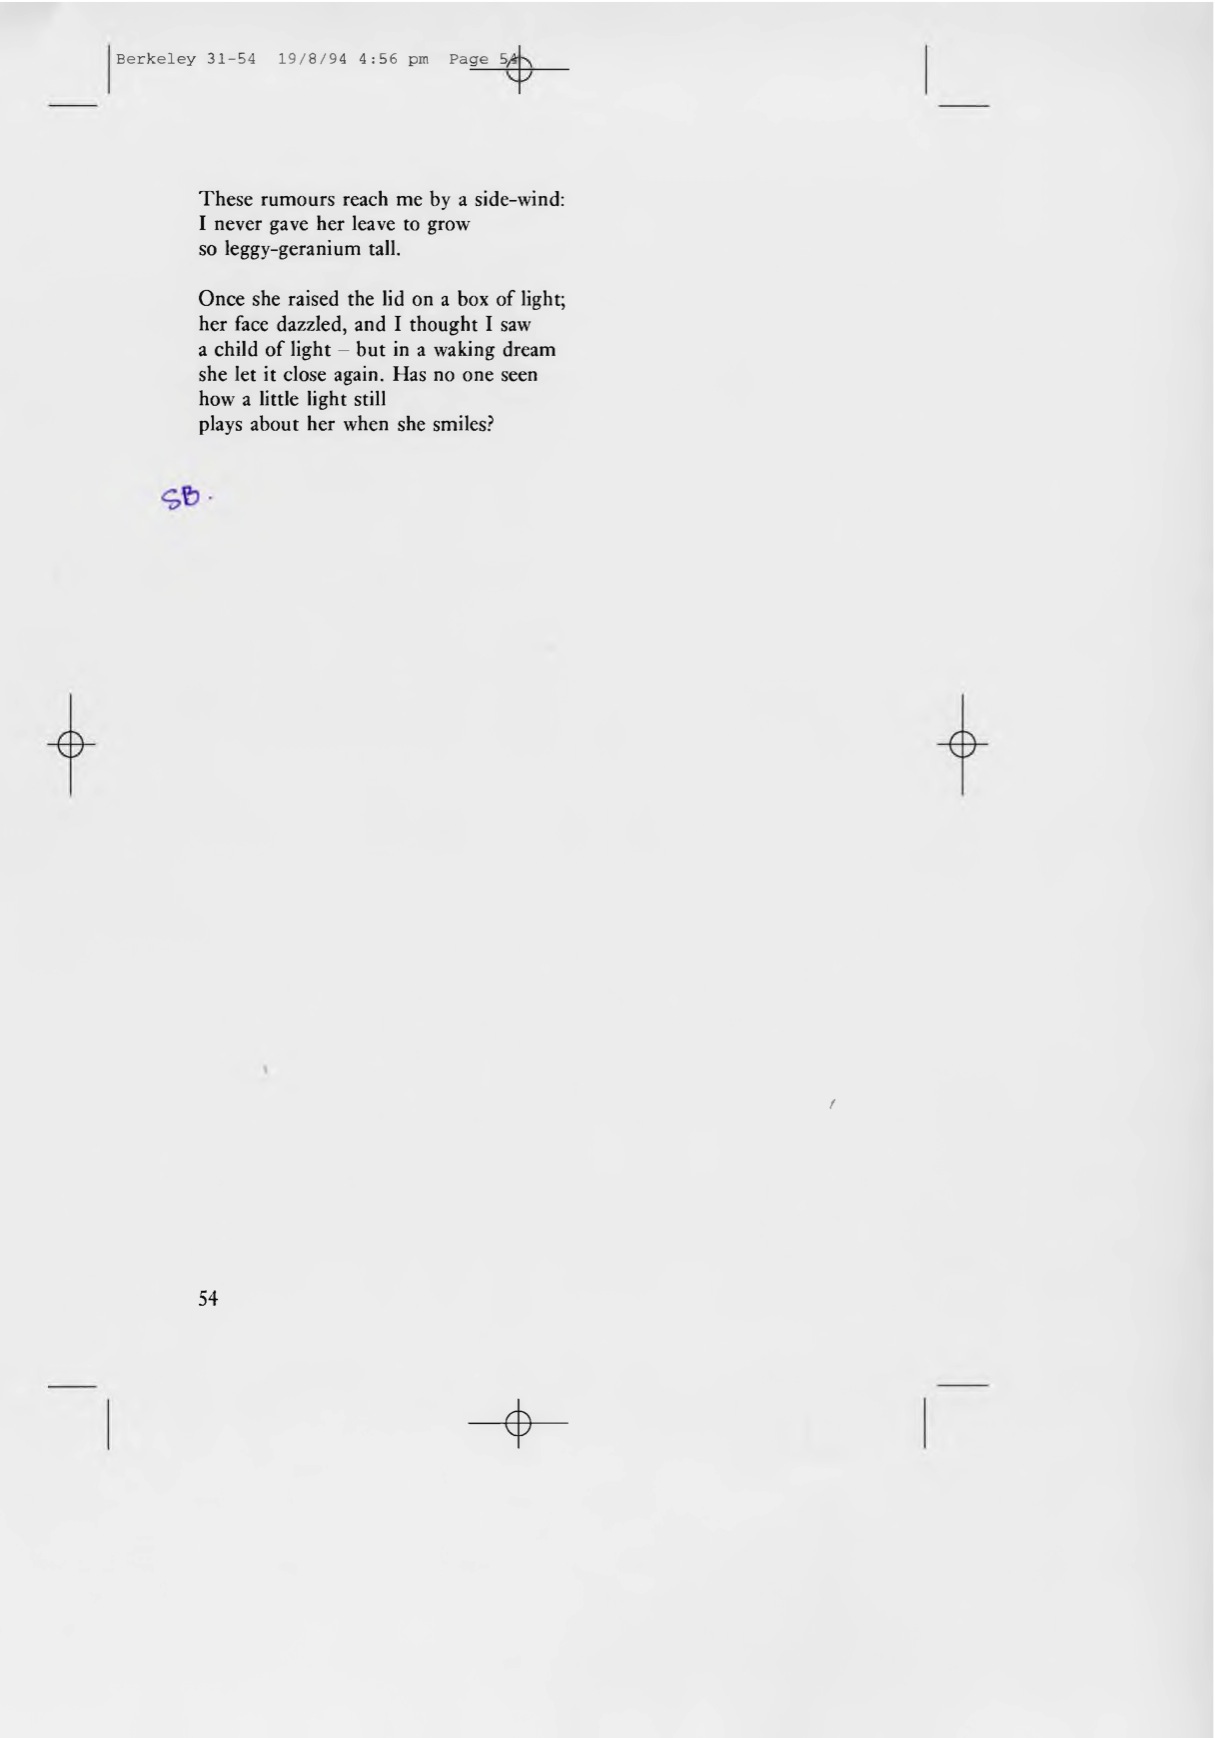 Berkeley 31-54 19/8/94 4:56 pm Page 54
These rumours reach me by a side-wind:
I never gave her leave to grow
so leggy-geranium tall.
Once she raised the lid on a box of light;
her face dazzled, and I thought I saw
a child of light – but in a waking dream
she let it close again. Has no one seen
how a little light still
plays about her when she smiles?
SB.
54